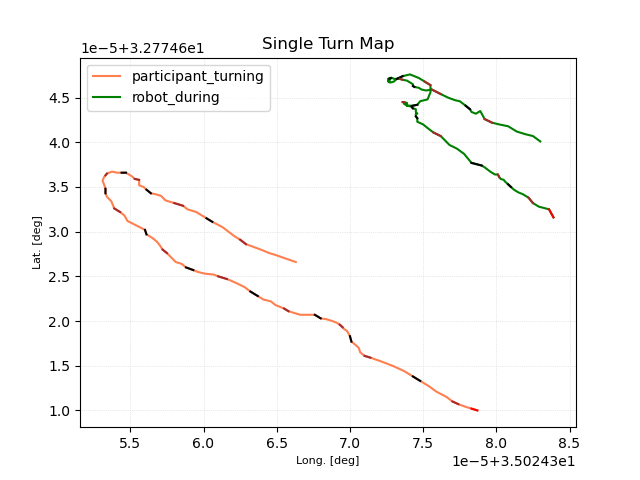 Single Turn Map
1e−5+3.27746e1
participant_turning
robot_during
4.5
4.0
3.5
3.0
2.5
2.0
1.5
1.0
Lat. [deg]
5.5 6.0 6.5 7.0 7.5 8.0 8.5
Long. [deg]
1e−5+3.50243e1